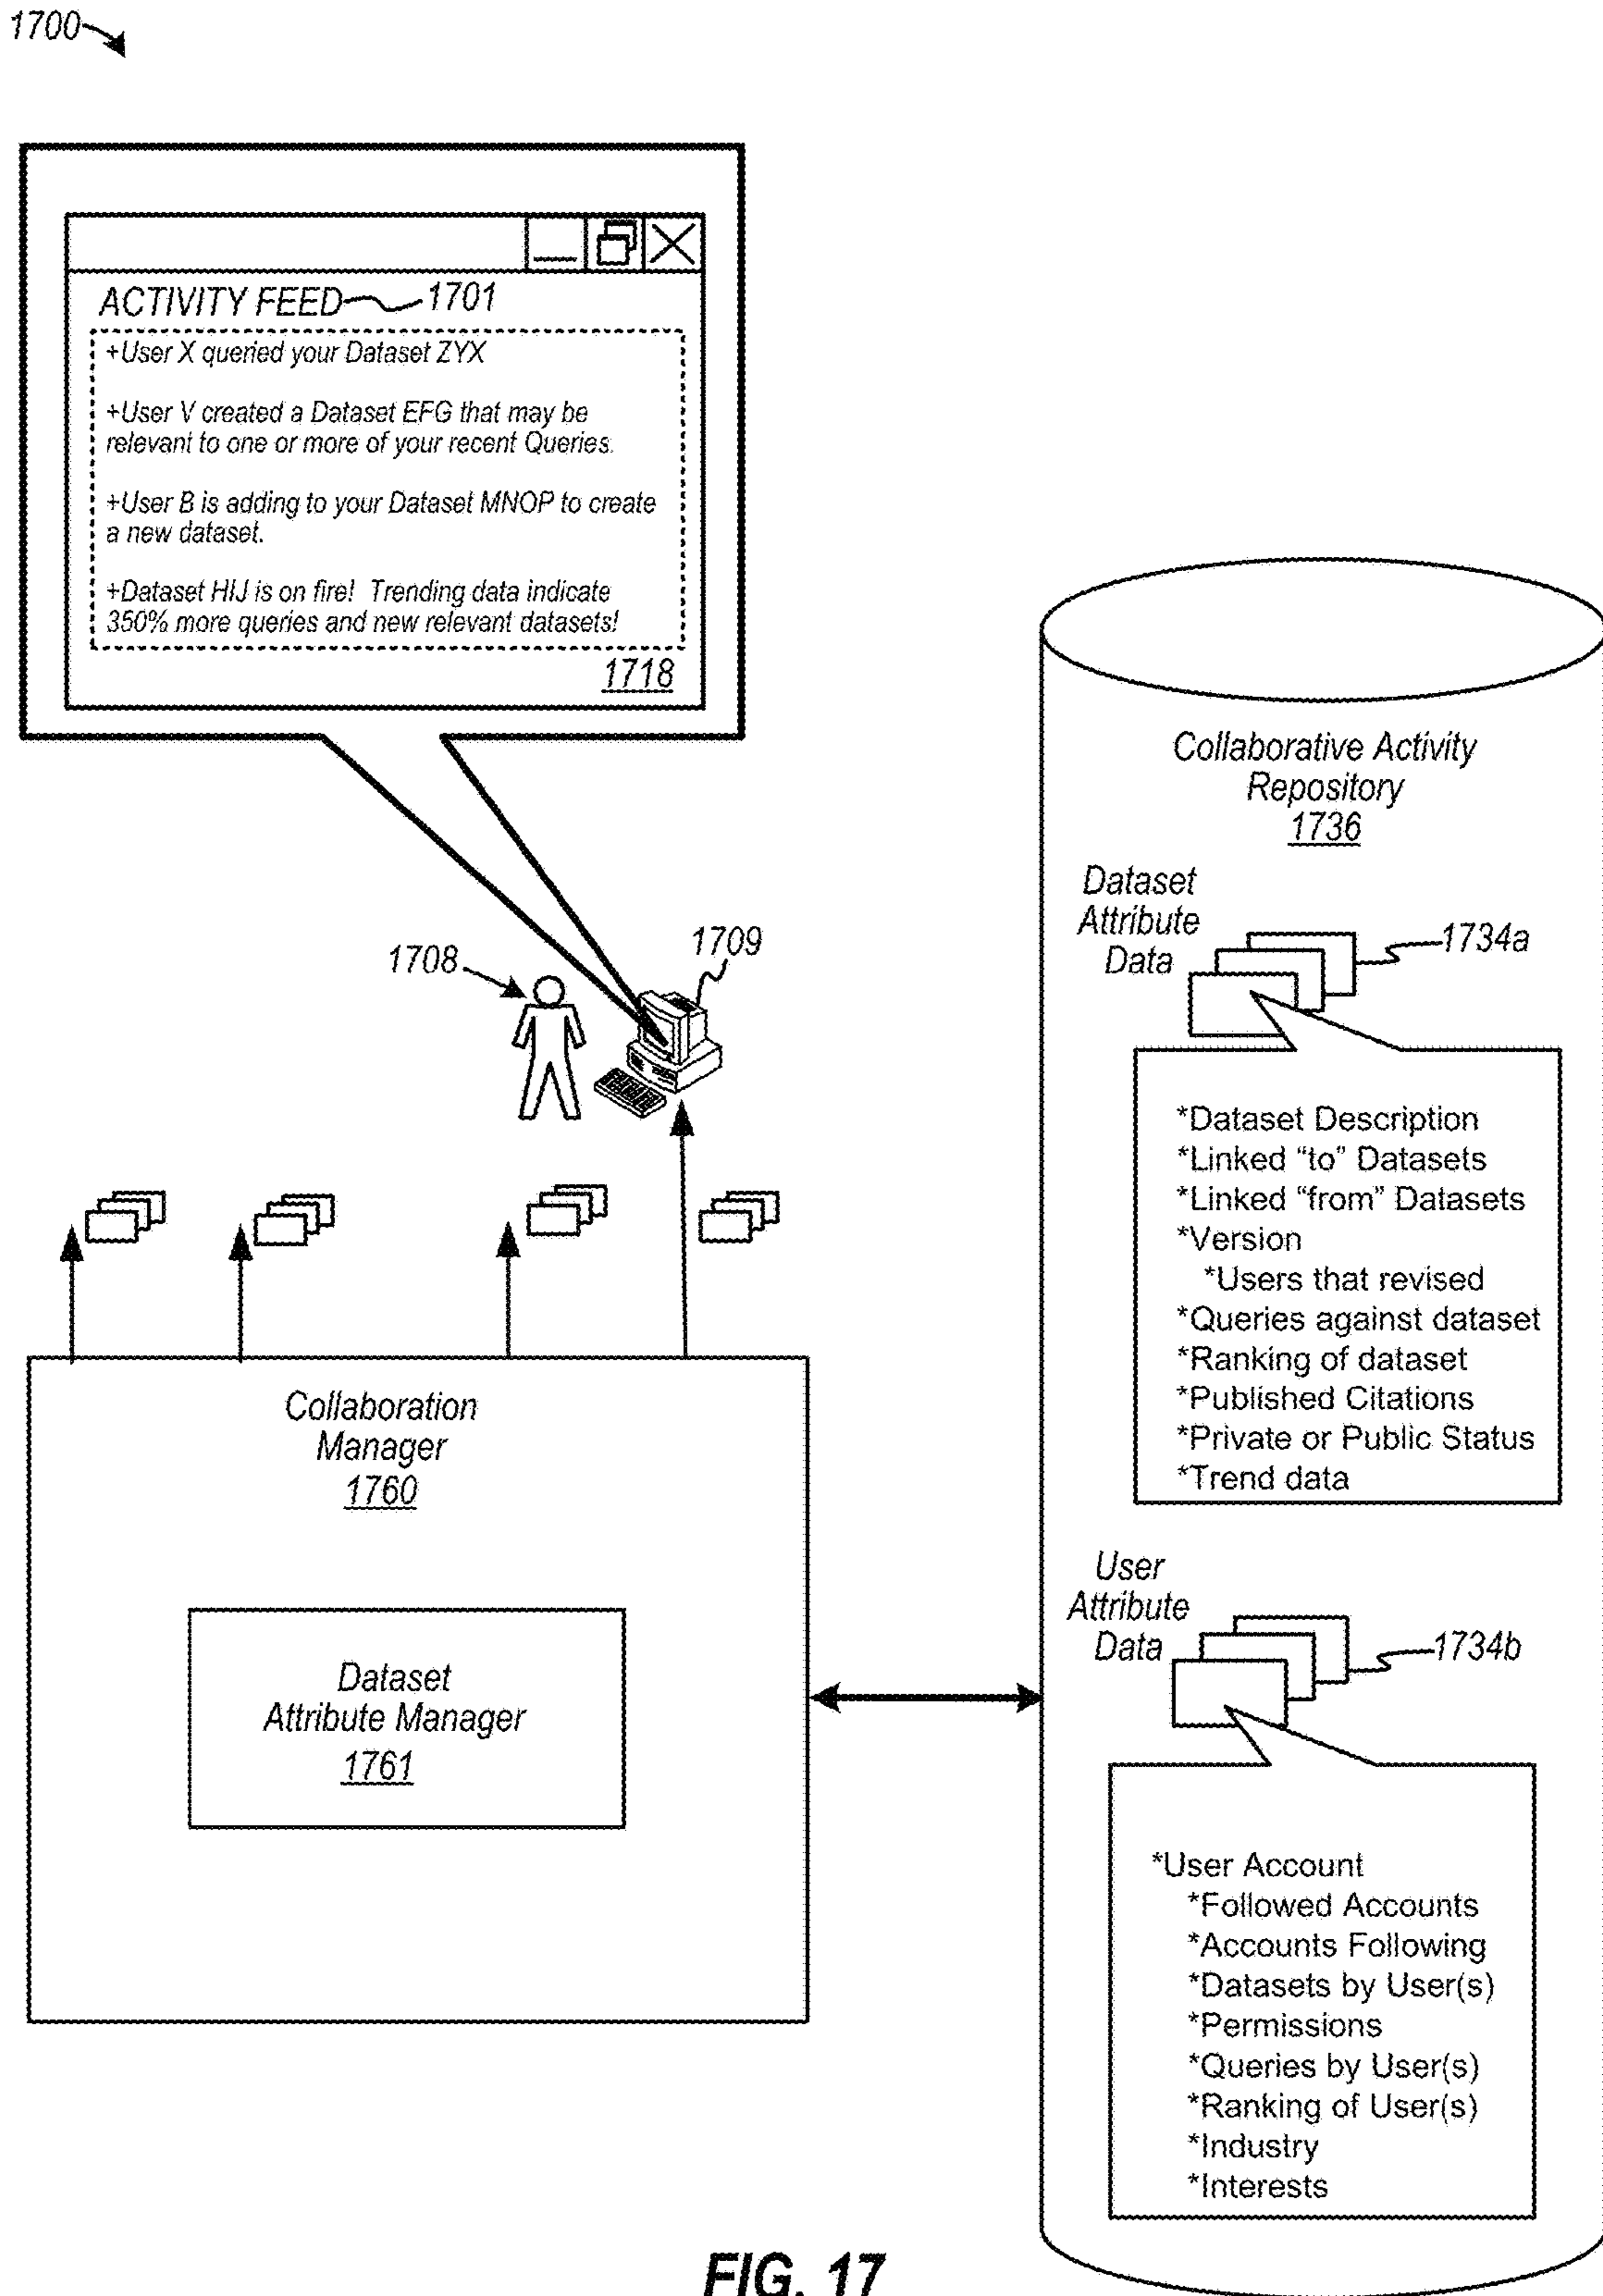 1700
ACTIVITY FEED 1701
+User X queried your Dataset ZYX
+User V created a Dataset EFG that may be
relevant to one or more of your recent Queries.
+User B is adding to your Dataset MNOP to create
a new dataset.
+Dataset HIJ is on fire! Trending data indicate
350% more queries and new relevant datasets!
1718
1708
1709
Collaboration
Manager
1760
Dataset
Attribute Manager
1761
Collaborative Activity
Repository
1736
Dataset
Attribute
Data
1734a
*Dataset Description
*Linked “to” Datasets
*Linked “from” Datasets
*Version
*Users that revised
*Queries against dataset
*Ranking of dataset
*Published Citations
*Private or Public Status
*Trend data
User
Attribute
Data
1734b
*User Account
*Followed Accounts
*Accounts Following
*Datasets by User(s)
*Permissions
*Queries by User(s)
*Ranking of User(s)
*Industry
*Interests
FIG. 17